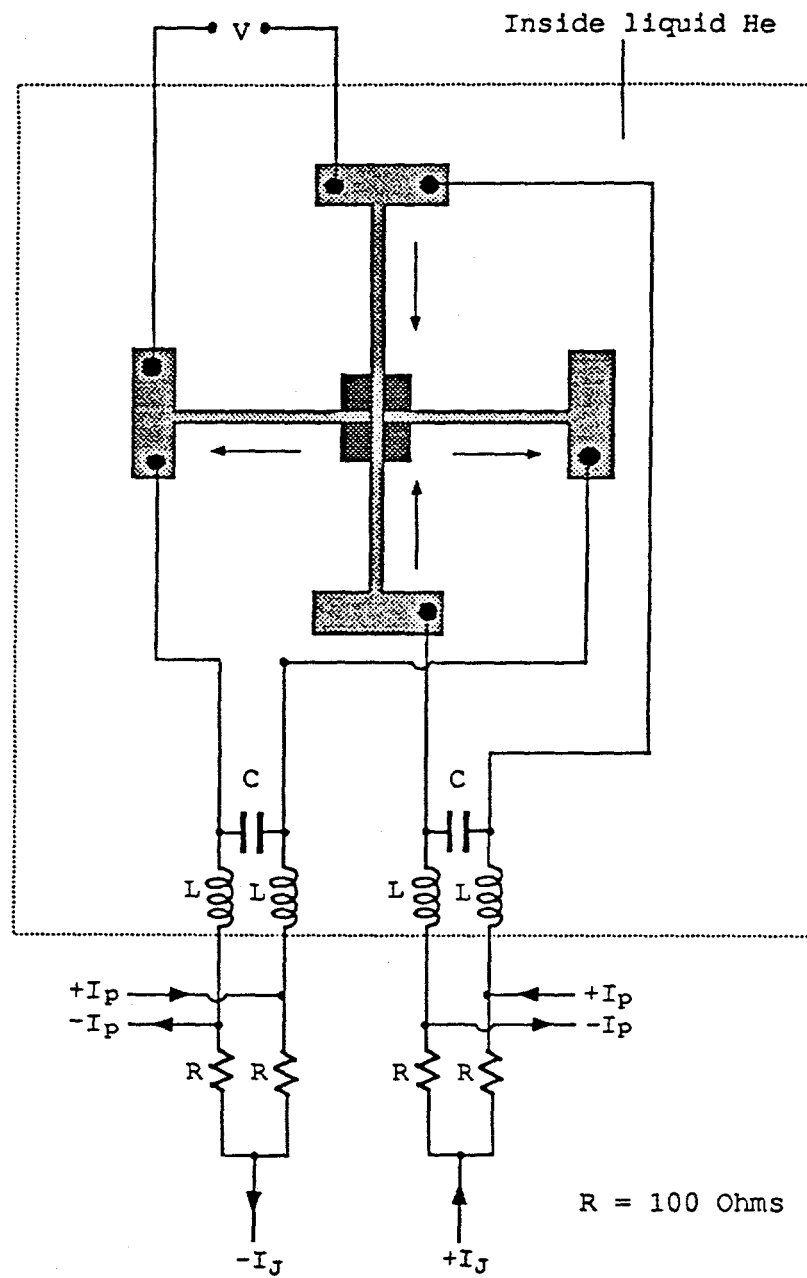 V
Inside liquid He
C
C
L
L
L
L
+Ip
+Ip
-Ip
-Ip
R
R
R
R
R = 100 Ohms
-IJ
+IJ